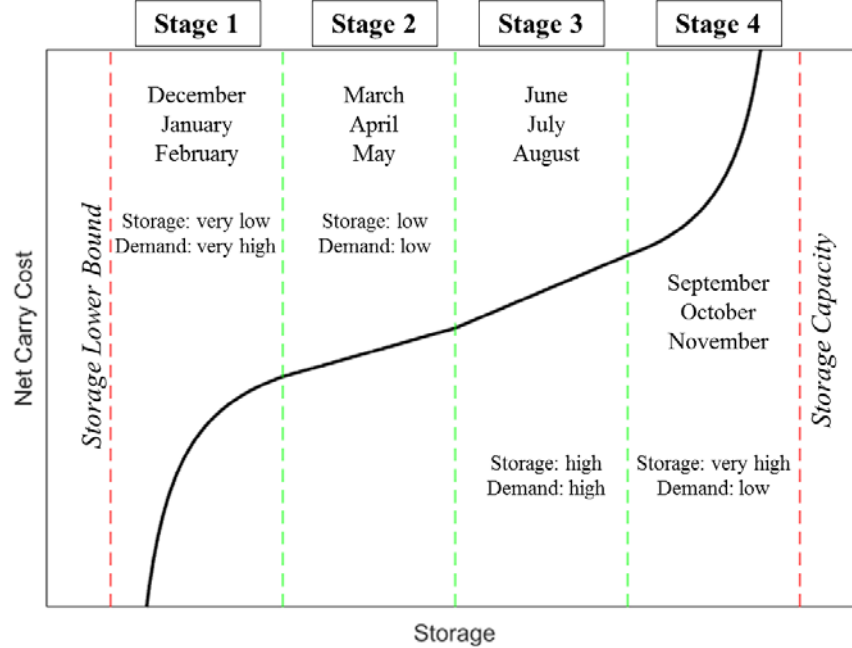 Stage 1
Stage 2
Stage 3
Stage 4
December
January
February
March
April
May
June
July
August
Storage: very low
Demand: very high
Storage: low
Demand: low
September
October
November
Storage: high
Demand: high
Storage: very high
Demand: low
Storage Lower Bound
Storage Capacity
Net Carry Cost
Storage